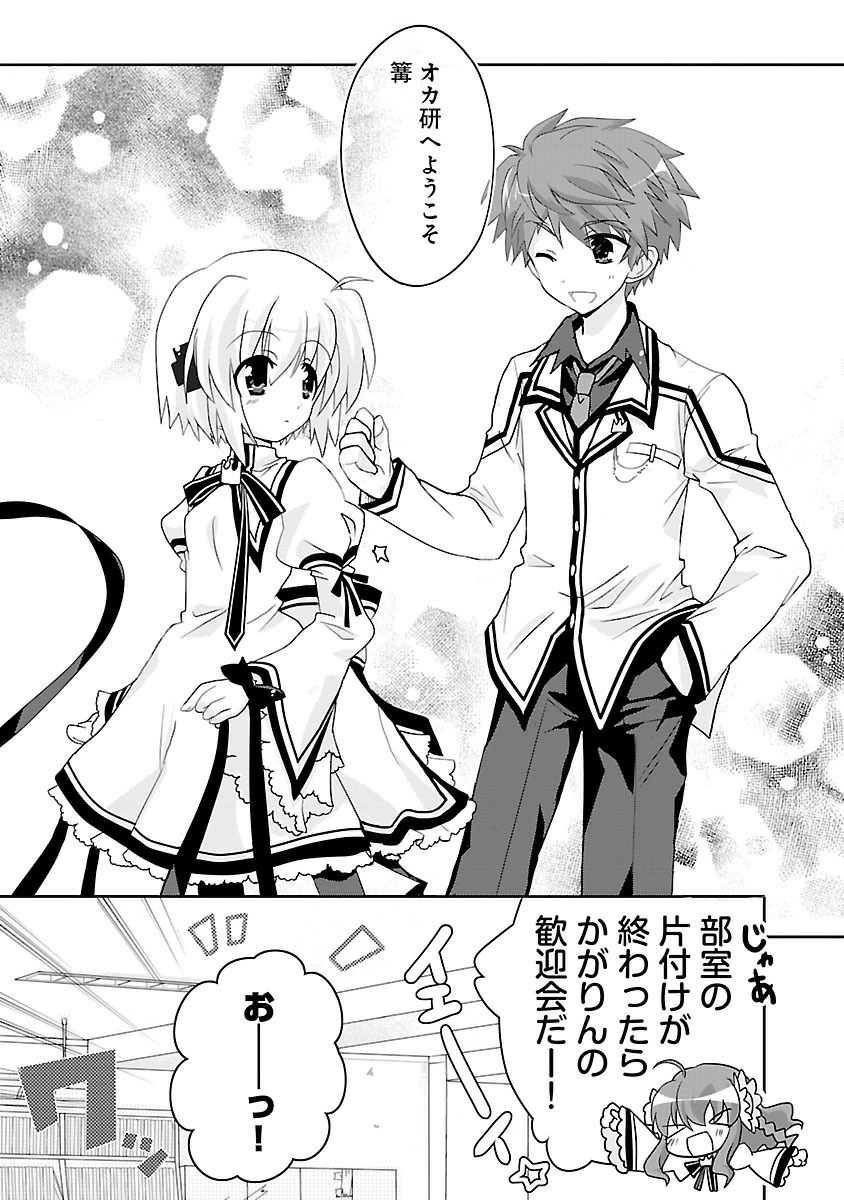 オカ研へようこそ
篝
じゃあ
部室の
片付けが
終わったら
かがりんの
歓迎会だー！
イエーイ
おーーっ！
ワクッ